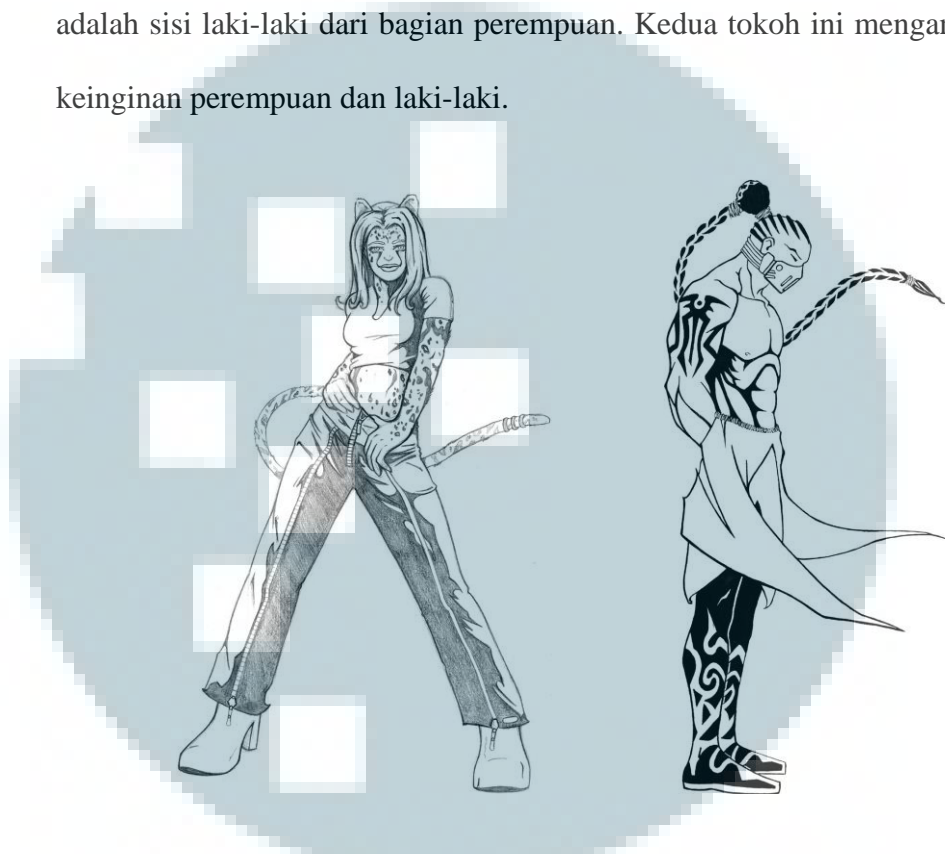 adalah sisi laki-laki dari bagian perempuan. Kedua tokoh ini mengan
keinginan perempuan dan laki-laki.